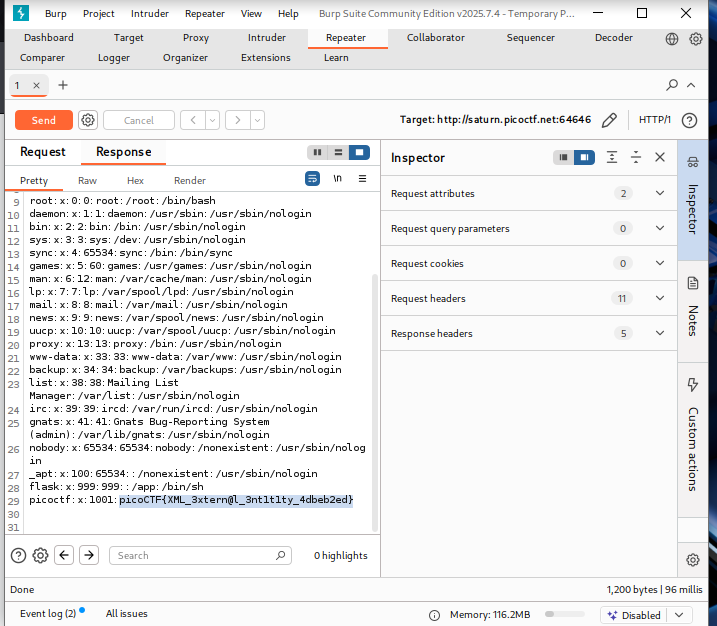 Burp Project Intruder Repeater View Help Burp Suite Community Edition v2025.7.4 - Temporary P...
Dashboard Target Proxy Intruder Repeater Collaborator Sequencer Decoder
Comparer Logger Organizer Extensions Learn
1 × +
Send Cancel Target: http://saturn.picoctf.net:64646 HTTP/1
Request Response
Pretty Raw Hex Render \n
9 root:x:0:0:root:/root:/bin/bash
10 daemon:x:1:1:daemon:/usr/sbin:/usr/sbin/nologin
11 bin:x:2:2:bin:/bin:/usr/sbin/nologin
12 sys:x:3:3:sys:/dev:/usr/sbin/nologin
13 sync:x:4:65534:sync:/bin:/bin/sync
14 games:x:5:60:games:/usr/games:/usr/sbin/nologin
15 man:x:6:12:man:/var/cache/man:/usr/sbin/nologin
16 lp:x:7:7:lp:/var/spool/lpd:/usr/sbin/nologin
17 mail:x:8:8:mail:/var/mail:/usr/sbin/nologin
18 news:x:9:9:news:/var/spool/news:/usr/sbin/nologin
19 uucp:x:10:10:uucp:/var/spool/uucp:/usr/sbin/nologin
20 proxy:x:13:13:proxy:/bin:/usr/sbin/nologin
21 www-data:x:33:33:www-data:/var/www:/usr/sbin/nologin
22 backup:x:34:34:backup:/var/backups:/usr/sbin/nologin
23 list:x:38:38:Mailing List
Manager:/var/list:/usr/sbin/nologin
24 irc:x:39:39:ircd:/var/run/ircd:/usr/sbin/nologin
25 gnats:x:41:41:Gnats Bug-Reporting System
(admin):/var/lib/gnats:/usr/sbin/nologin
26 nobody:x:65534:65534:nobody:/nonexistent:/usr/sbin/nolog
in
27 _apt:x:100:65534::/nonexistent:/usr/sbin/nologin
28 flask:x:999:999::/app:/bin/sh
29 picoctf:x:1001:picoCTF{XML_3xtern@l_3nt1t1ty_4dbeb2ed}
30
31
Search 0 highlights
Inspector
Request attributes 2
Request query parameters 0
Request cookies 0
Request headers 11
Response headers 5
Inspector
Notes
Custom actions
Done 1,200 bytes | 96 millis
Event log (2) All issues Memory: 116.2MB Disabled